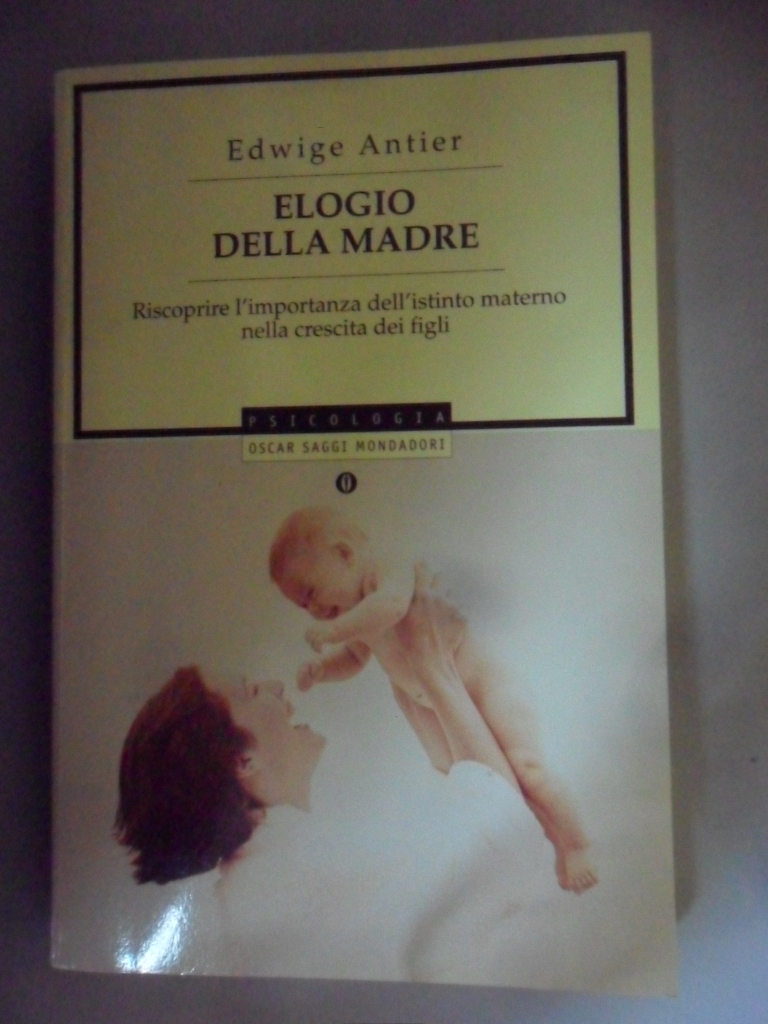 Edwige Antier
ELOGIO
DELLA MADRE
Riscoprire l'importanza dell'istinto materno
nella crescita dei figli
PSICOLOGIA
OSCAR SAGGI MONDADORI